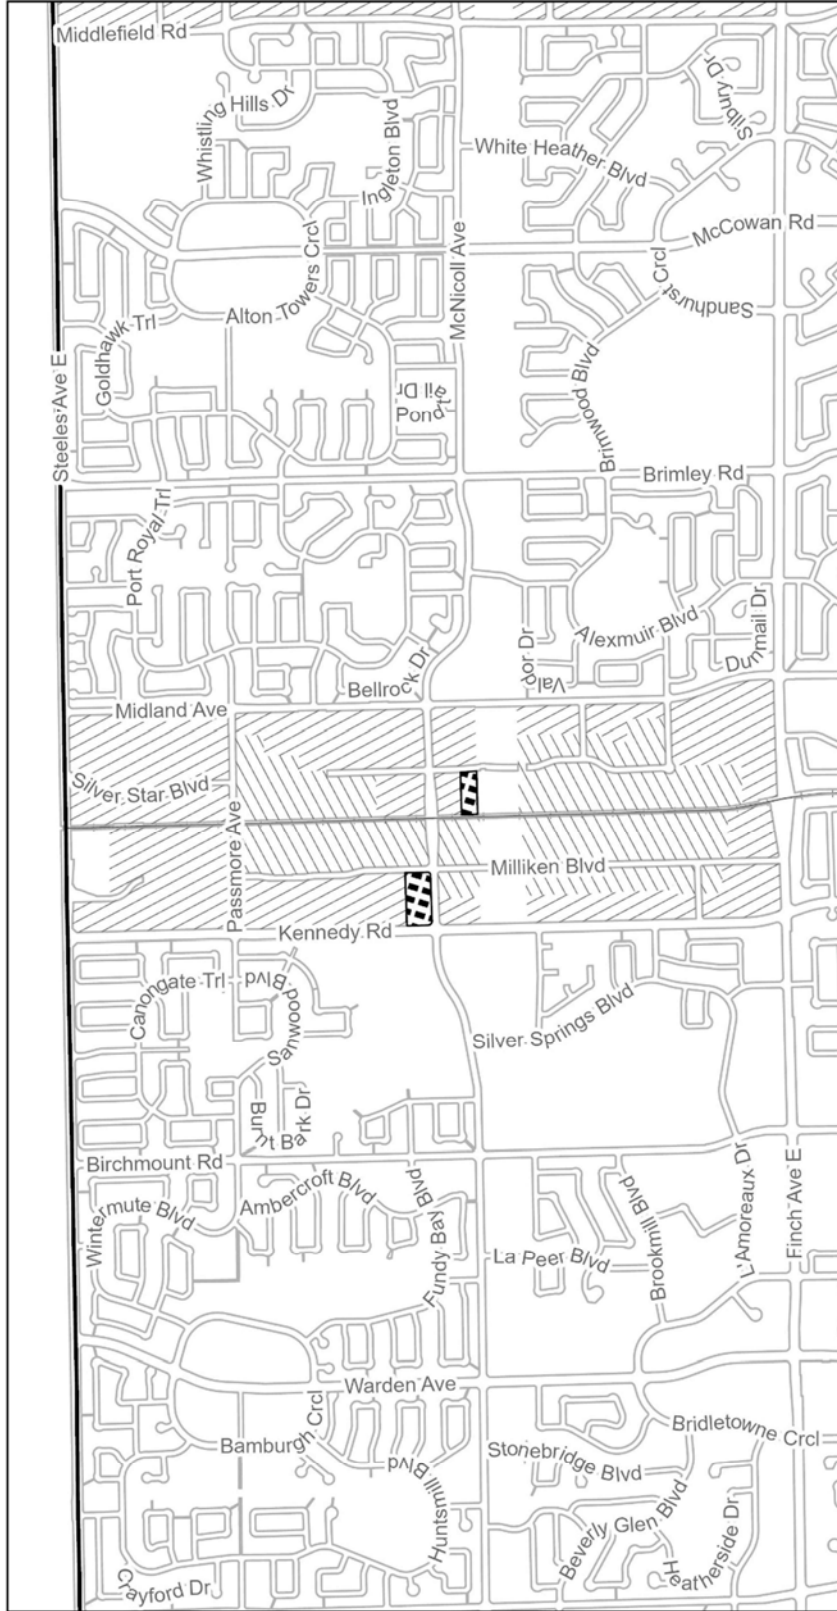 Middlefield Rd
Whistling Hills Dr
Ingleton Blvd
Silbury Dr
White Heather Blvd
McCowan Rd
McNicoll Ave
Alton Towers Crcl
Sandhurst Crcl
Goldhawk Trl
Steeles Ave E
Pondtail Dr
Brimwood Blvd
Brimley Rd
Port Royal Trl
Alexmuir Blvd
Dunmail Dr
Valdor Dr
Bellrock Dr
Midland Ave
Silver Star Blvd
Passmore Ave
Milliken Blvd
Kennedy Rd
Canongate Trl
Sanwood Blvd
Silver Springs Blvd
Burnt Bark Dr
Birchmount Rd
Wintermute Blvd
Ambercroft Blvd
Fundy Bay Blvd
Brookmill Blvd
L'Amoreaux Dr
Finch Ave E
La Peer Blvd
Warden Ave
Bamburgh Crcl
Huntsmill Blvd
Stonebridge Blvd
Bridletowne Crcl
Beverly Glen Blvd
Heatherside Dr
Crayford Dr